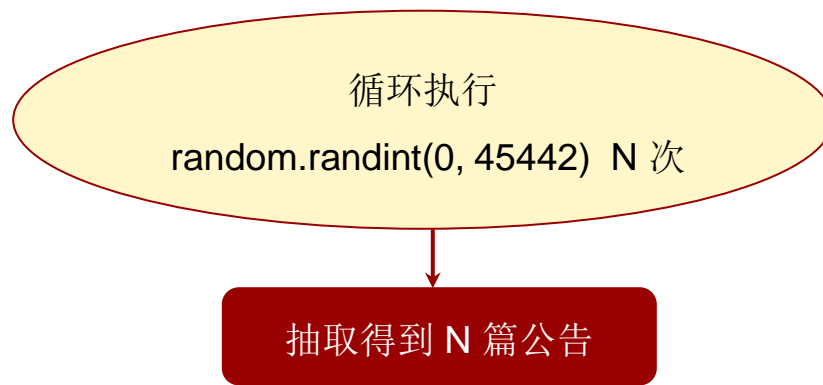 循环执行
random.randint(0, 45442) N 次
抽取得到 N 篇公告